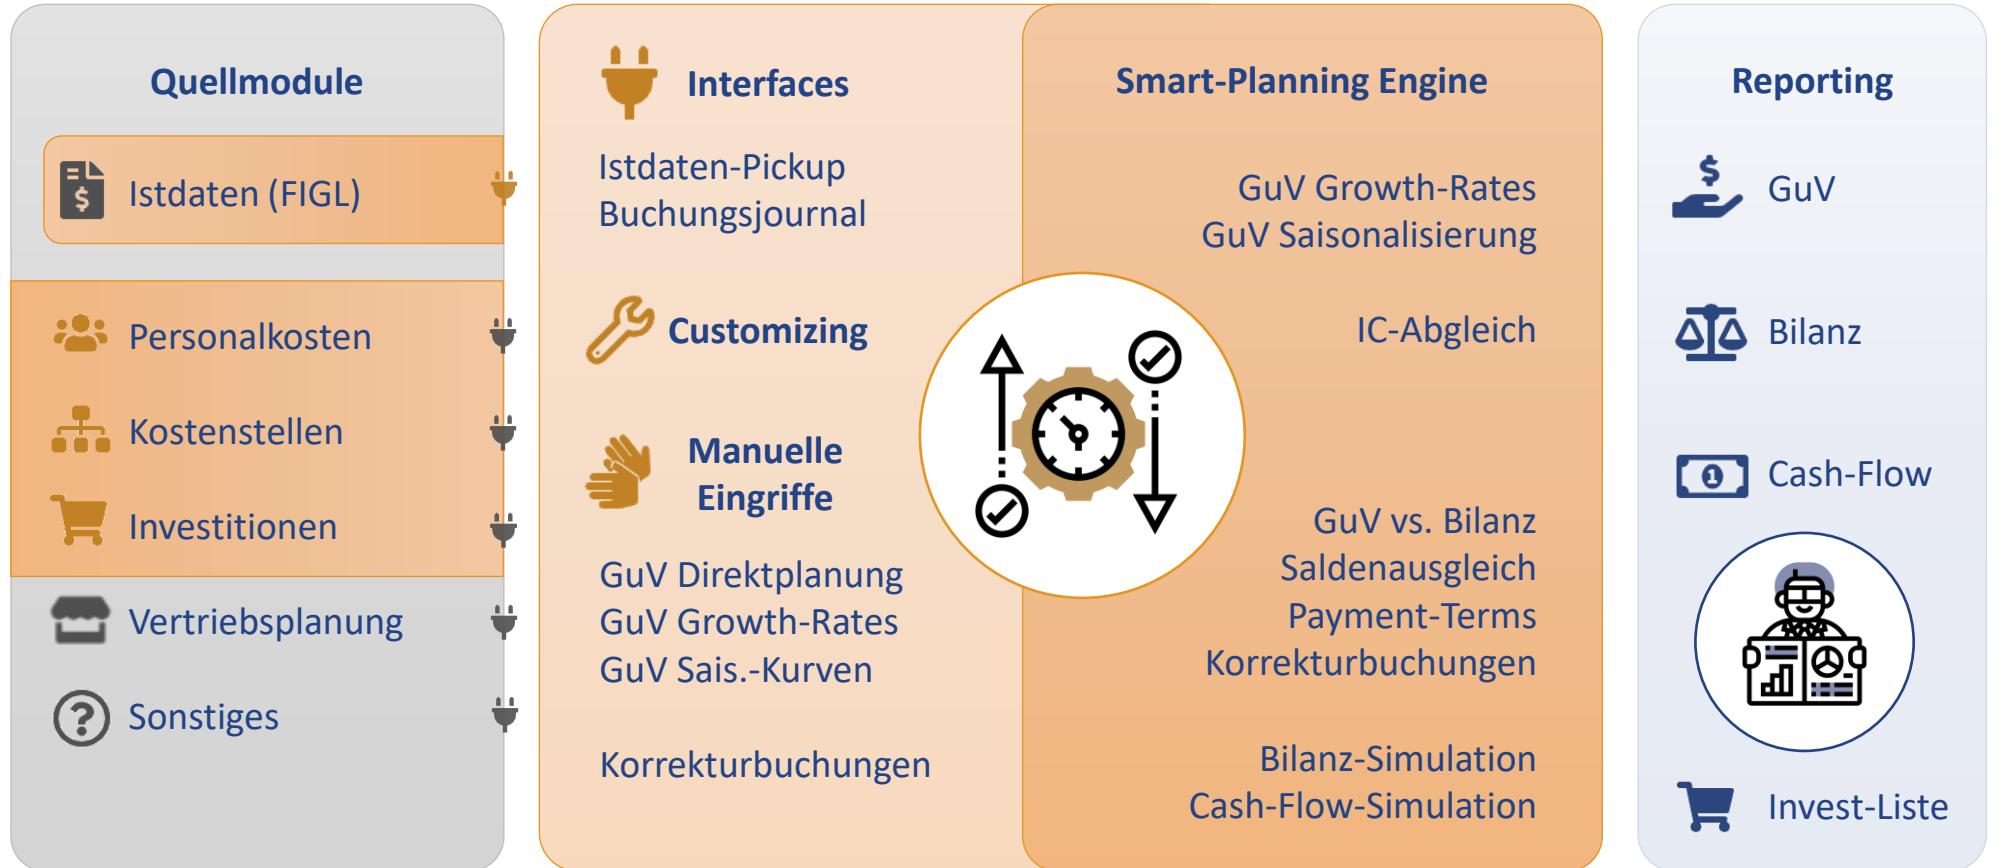 Quellmodule
Istdaten (FIGL)
$
Personalkosten
Kostenstellen
Investitionen
Vertriebsplanung
?
Sonstiges
Interfaces
Istdaten-Pickup
Buchungsjournal
Customizing
Manuelle
Eingriffe
GuV Direktplanung
GuV Growth-Rates
GuV Sais.-Kurven
Korrekturbuchungen
Smart-Planning Engine
GuV Growth-Rates
GuV Saisonalisierung
IC-Abgleich
GuV vs. Bilanz
Saldenausgleich
Payment-Terms
Korrekturbuchungen
Bilanz-Simulation
Cash-Flow-Simulation
Reporting
$
GuV
Bilanz
1
Cash-Flow
Invest-Liste